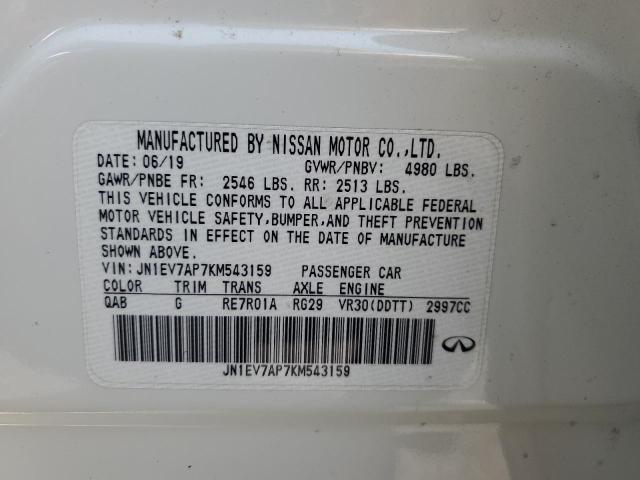 MANUFACTURED BY NISSAN MOTOR CO.,LTD.
DATE: 06/19 GVWR/PNBV: 4980 LBS.
GAWR/PNBE FR: 2546 LBS. RR: 2513 LBS.
THIS VEHICLE CONFORMS TO ALL APPLICABLE FEDERAL
MOTOR VEHICLE SAFETY,BUMPER,AND THEFT PREVENTION
STANDARDS IN EFFECT ON THE DATE OF MANUFACTURE
SHOWN ABOVE.
VIN: JN1EV7AP7KM543159 PASSENGER CAR
COLOR TRIM TRANS AXLE ENGINE
QAB G RE7R01A RG29 VR30(DDTT) 2997CC
JN1EV7AP7KM543159